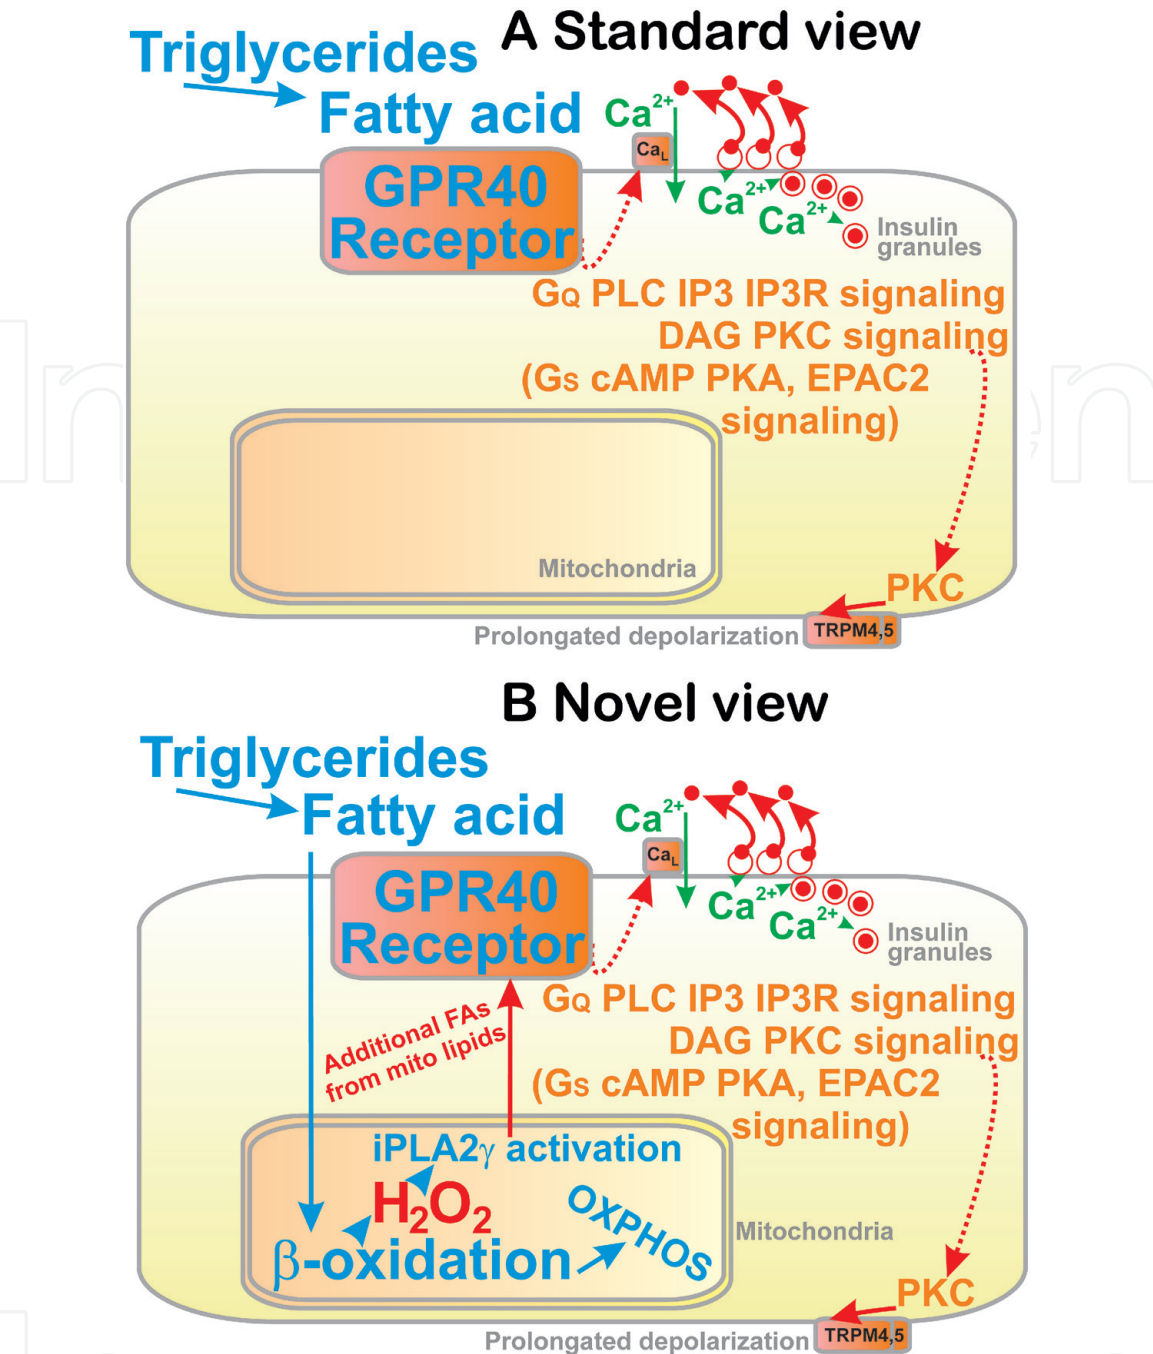 A Standard view
Triglycerides
Fatty acid
Ca2+
CaL
GPR40
Receptor
Ca2+
Ca2+
Insulin
granules
GQ PLC IP3 IP3R signaling
DAG PKC signaling
(Gs cAMP PKA, EPAC2
signaling)
Mitochondria
PKC
Prolongated depolarization
TRPM4,5
B Novel view
Triglycerides
Fatty acid
Ca2+
CaL
GPR40
Receptor
Ca2+
Ca2+
Insulin
granules
GQ PLC IP3 IP3R signaling
DAG PKC signaling
(Gs cAMP PKA, EPAC2
signaling)
Additional FAs
from mito lipids
iPLA2γ activation
H2O2
OXPHOS
β-oxidation
Mitochondria
PKC
Prolongated depolarization
TRPM4,5